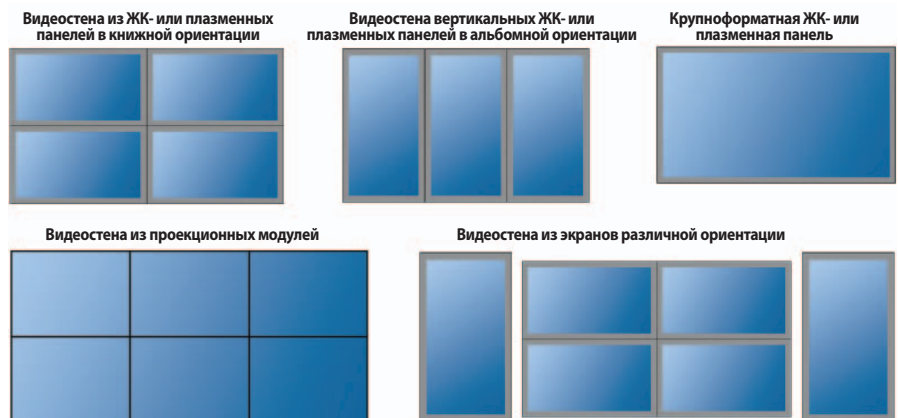 Видеостена из ЖК- или плазменных
панелей в книжной ориентации
Видеостена вертикальных ЖК- или
плазменных панелей в альбомной ориентации
Крупноформатная ЖК- или
плазменная панель
Видеостена из проекционных модулей
Видеостена из экранов различной ориентации